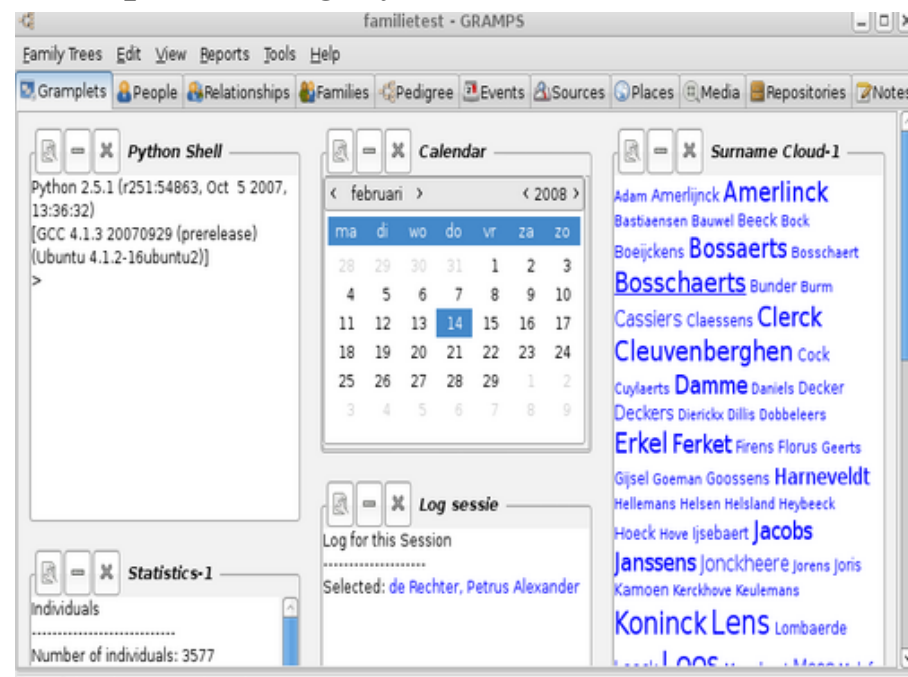 familietest - GRAMPS
Family Trees Edit View Reports Tools Help
Gramplets People Relationships Families Pedigree Events Sources Places Media Repositories Notes
Python Shell
Python 2.5.1 (r251:54863, Oct 5 2007,
13:36:32)
[GCC 4.1.3 20070929 (prerelease)
(Ubuntu 4.1.2-16ubuntu2)]
>
Statistics-1
Individuals
----------------------------
Number of individuals: 3577
Calendar
< februari > < 2008 >
ma di wo do vr za zo
28 29 30 31 1 2 3
4 5 6 7 8 9 10
11 12 13 14 15 16 17
18 19 20 21 22 23 24
25 26 27 28 29 1 2
3 4 5 6 7 8 9
Log sessie
Log for this Session
--------------------
Selected: de Rechter, Petrus Alexander
Surname Cloud-1
Adam Amerlijnck Amerlinck
Bastiaensen Bauwel Beeck Bock
Boeijckens Bossaerts Bosschaert
Bosschaerts Bunder Burm
Cassiers Claessens Clerck
Cleuvenberghen Cock
Cuylaerts Damme Daniels Decker
Deckers Dierickx Dillis Dobbeleers
Erkel Ferket Firens Florus Geerts
Gijsel Goeman Goossens Harneveldt
Hellemans Helsen Helsland Heybeeck
Hoeck Hove Ijsebaert Jacobs
Janssens Jonckheere Jorens Joris
Kamoen Kerckhove Keulemans
Koninck Lens Lombaerde
Loos